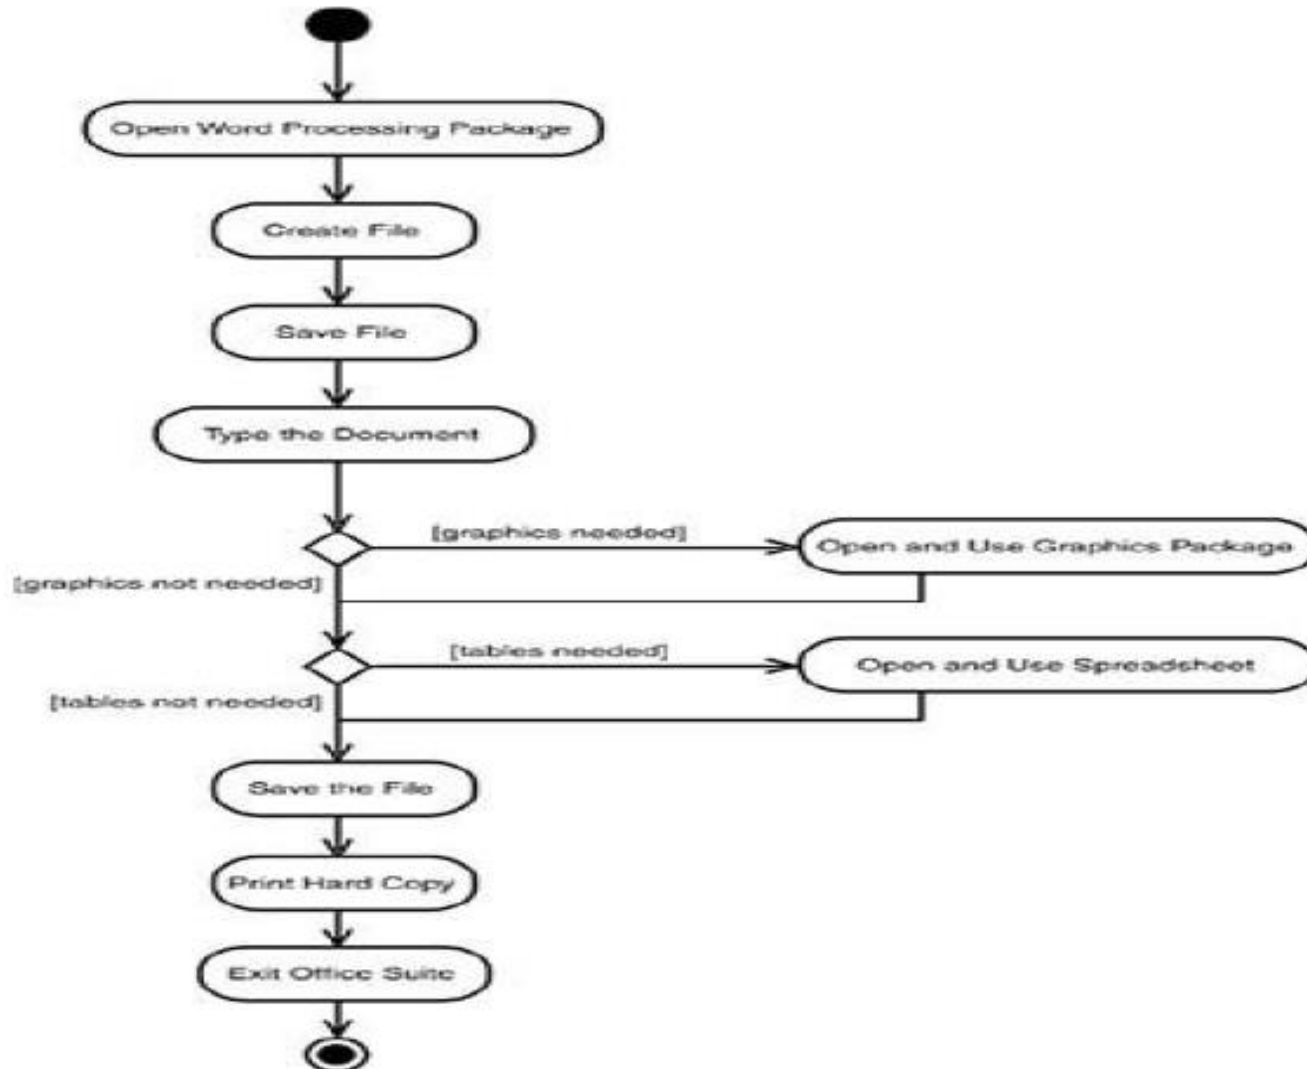 Open Word Processing Package
Create File
Save File
Type the Document
[graphics needed]
Open and Use Graphics Package
[graphics not needed]
[tables needed]
Open and Use Spreadsheet
[tables not needed]
Save the File
Print Hard Copy
Exit Office Suite